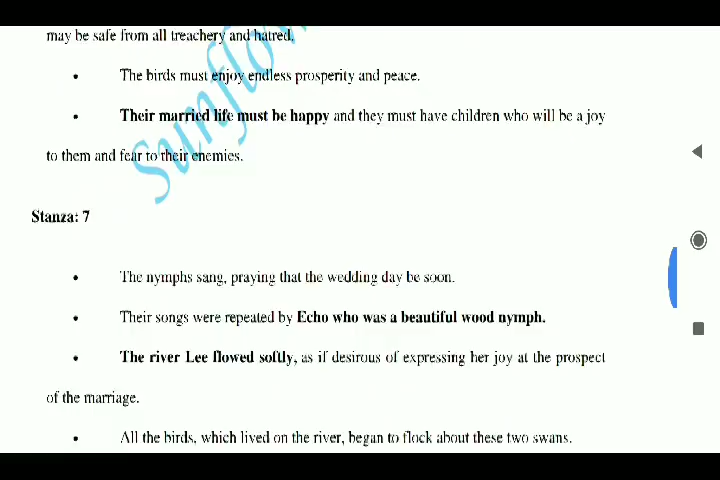 may be safe from all treachery and hatred.
• The birds must enjoy endless prosperity and peace.
• Their married life must be happy and they must have children who will be a joy
to them and fear to their enemies.
Stanza: 7
• The nymphs sang, praying that the wedding day be soon.
• Their songs were repeated by Echo who was a beautiful wood nymph.
• The river Lee flowed softly, as if desirous of expressing her joy at the prospect
of the marriage.
• All the birds, which lived on the river, began to flock about these two swans.